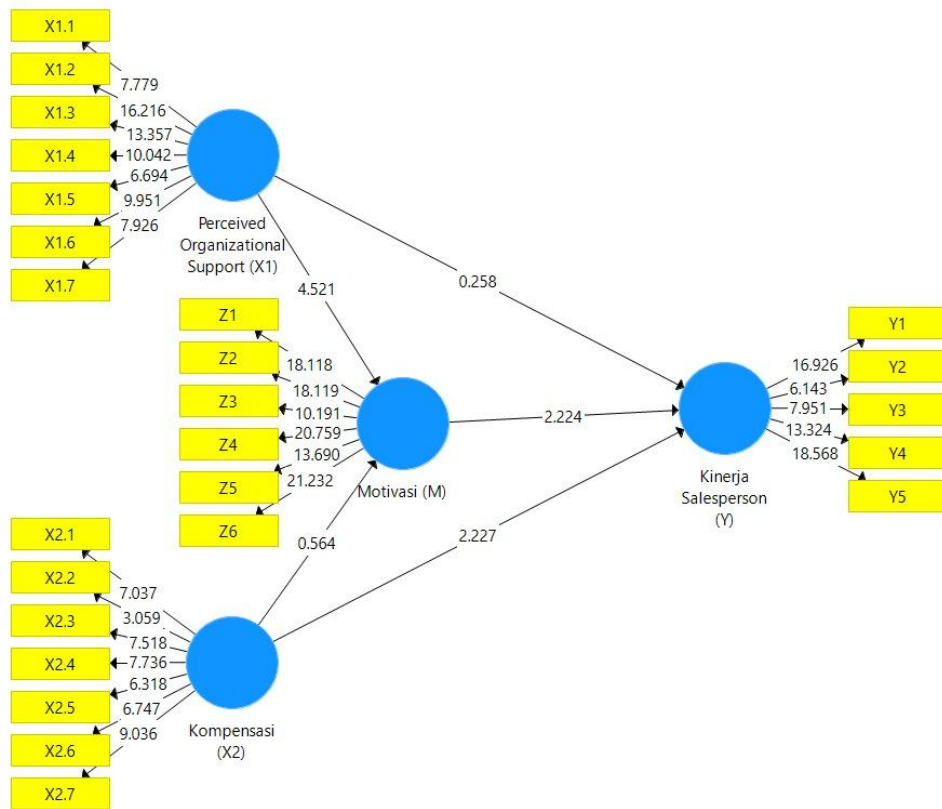 X1.1
X1.2
X1.3
X1.4
X1.5
X1.6
X1.7
7.779
16.216
13.357
10.042
6.694
9.951
7.926
Perceived
Organizational
Support (X1)
4.521
0.258
Z1
Z2
Z3
Z4
Z5
Z6
18.118
18.119
10.191
20.759
13.690
21.232
Motivasi (M)
2.224
0.564
2.227
Y1
Y2
Y3
Y4
Y5
16.926
6.143
7.951
13.324
18.568
Kinerja
Salesperson
(Y)
X2.1
X2.2
X2.3
X2.4
X2.5
X2.6
X2.7
7.037
3.059
7.518
7.736
6.318
6.747
9.036
Kompensasi
(X2)